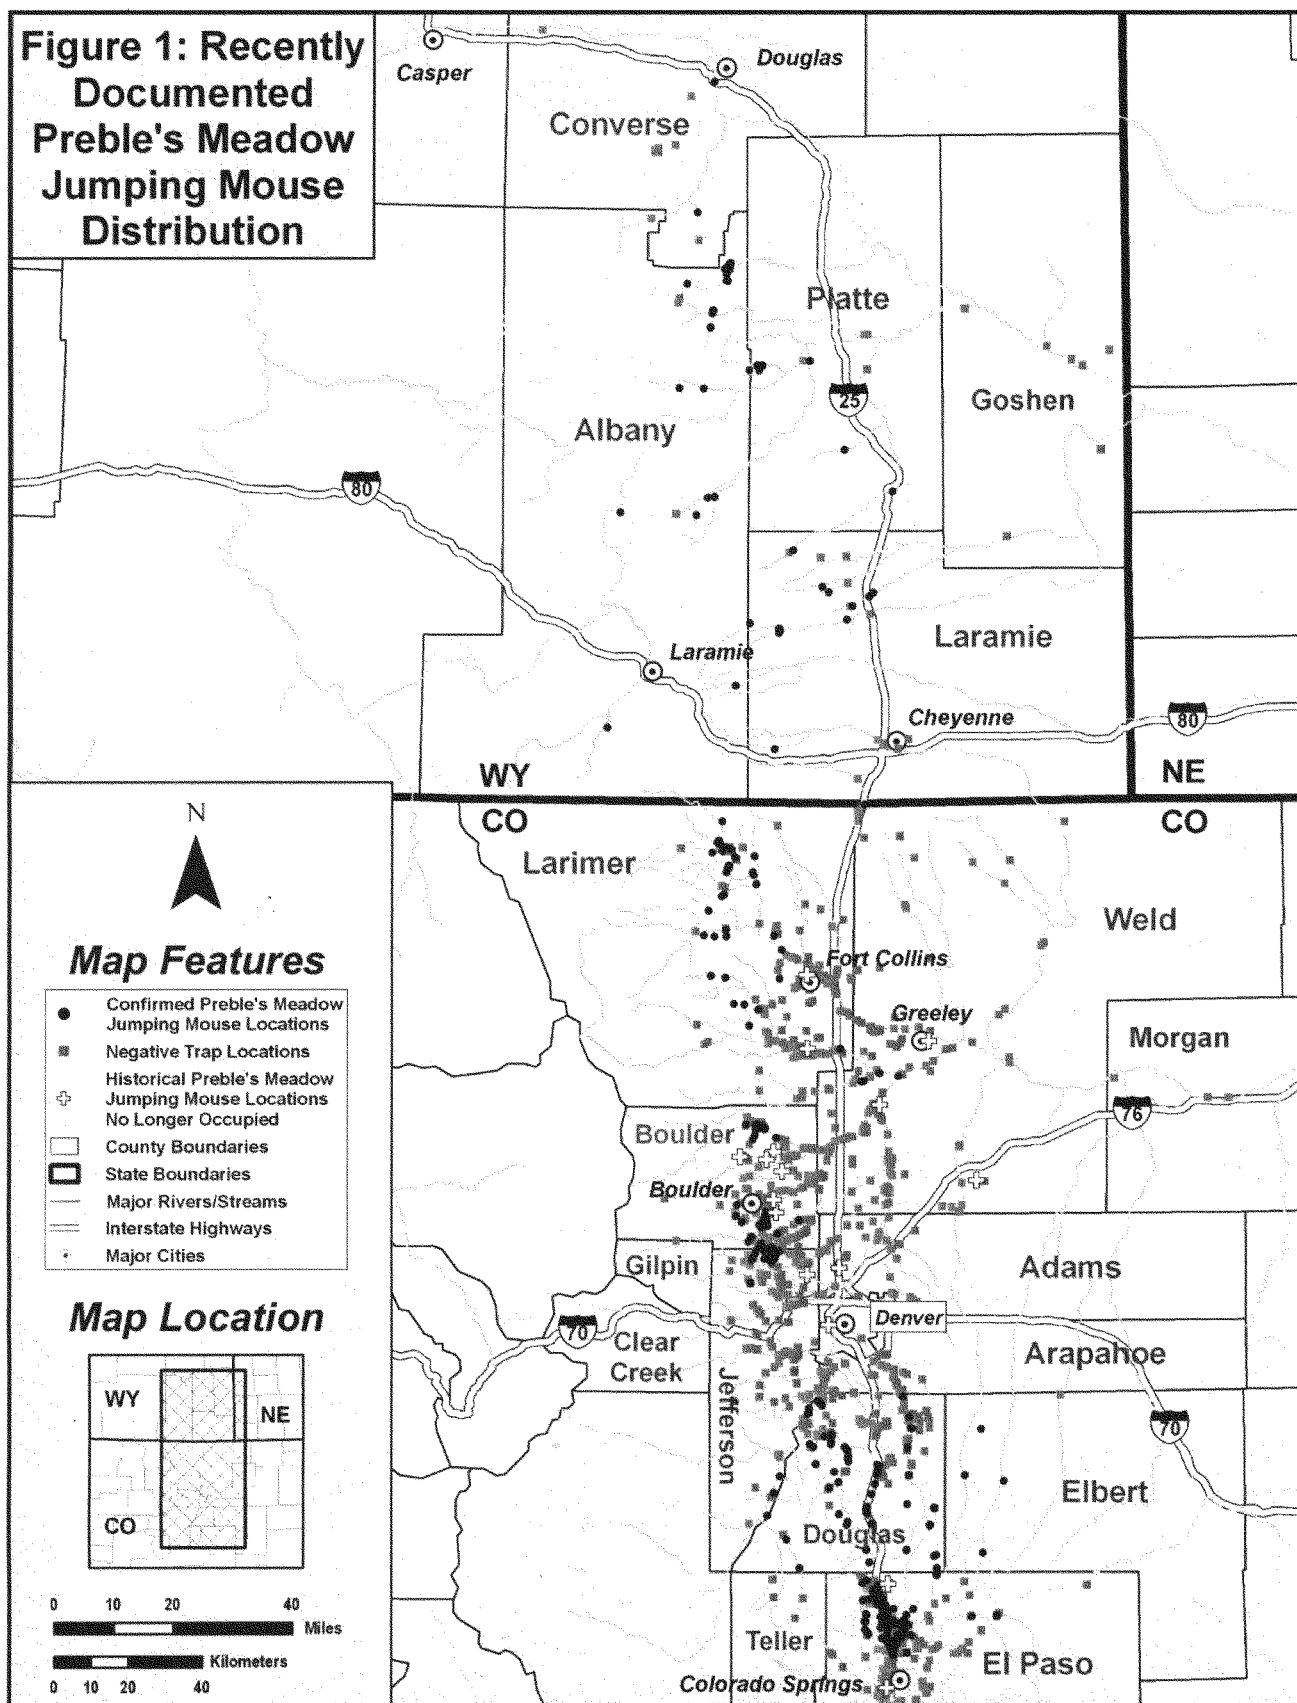 Figure 1: Recently
Documented
Preble's Meadow
Jumping Mouse
Distribution
Casper
Douglas
Converse
Platte
25
Goshen
Albany
80
Laramie
Laramie
Cheyenne
80
WY
NE
CO
CO
Larimer
Weld
Fort Collins
Greeley
Morgan
76
Boulder
Boulder
Gilpin
Adams
70
Denver
Clear
Creek
Arapahoe
Jefferson
70
Elbert
Douglas
Teller
El Paso
Colorado Springs
N
Map Features
Confirmed Preble's Meadow
Jumping Mouse Locations
Negative Trap Locations
Historical Preble's Meadow
Jumping Mouse Locations
No Longer Occupied
County Boundaries
State Boundaries
Major Rivers/Streams
Interstate Highways
Major Cities
Map Location
WY
NE
CO
0 10 20 40
Miles
Kilometers
0 10 20 40